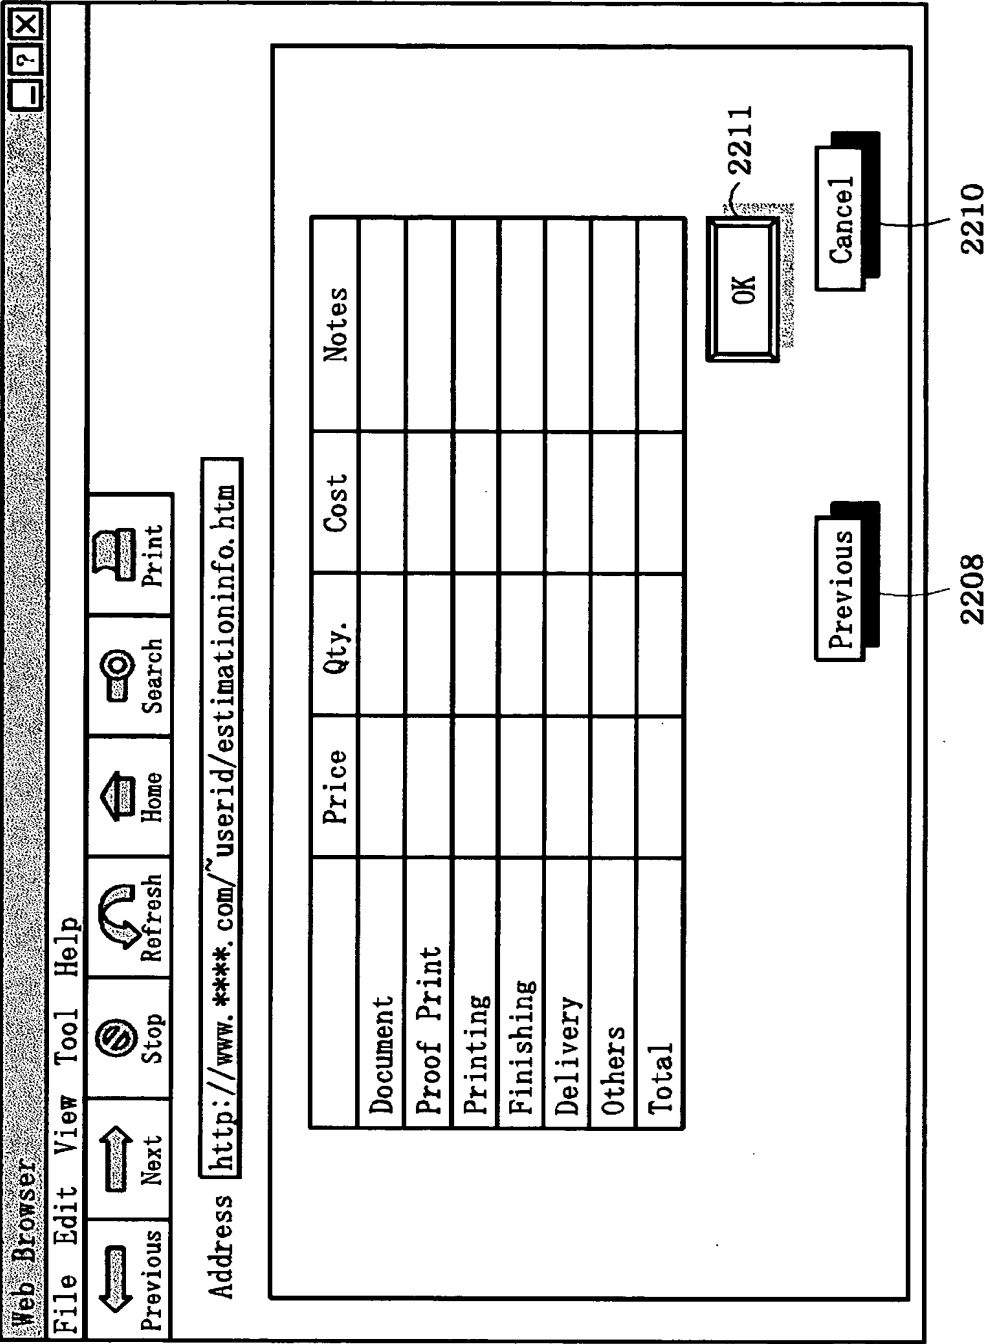 Web Browser _ ? X
File Edit View Tool Help
Previous Next Stop Refresh Home Search Print
Address http://www.****.com/~userid/estimationinfo.htm
Price Qty. Cost Notes
Document
Proof Print
Printing
Finishing
Delivery
Others
Total
OK 2211
Previous Cancel
2208 2210